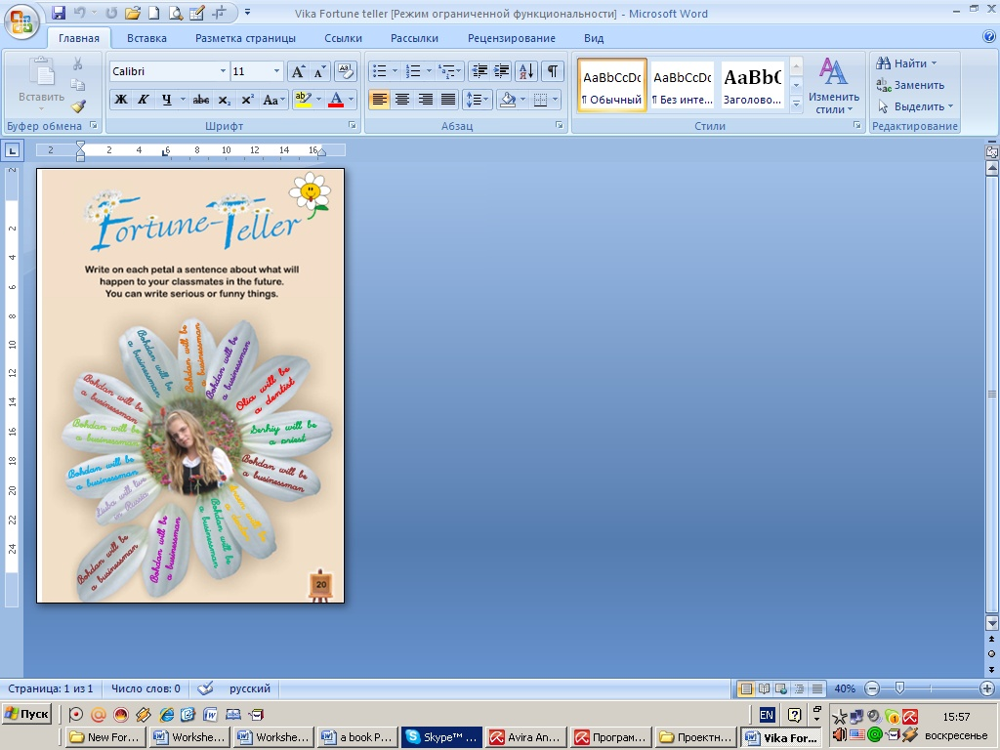 Vika Fortune teller [Режим ограниченной функциональности] - Microsoft Word
Главная Вставка Разметка страницы Ссылки Рассылки Рецензирование Вид
Вставить
Буфер обмена
Calibri 11
Ж К Ч abc x₂ x² Aa ab A
Шрифт
Абзац
AaBbCcDc AaBbCcDc AaBbC
¶ Обычный ¶ Без инте... Заголово...
Изменить стили
Стили
Найти
Заменить
Выделить
Редактирование
2 2 4 6 8 10 12 14 16
2
2
4
6
8
10
12
14
16
18
20
22
24
Fortune-Teller
Write on each petal a sentence about what will
happen to your classmates in the future.
You can write serious or funny things.
Bohdan will be
a businessman
Bohdan will be
a businessman
Bohdan will be
a businessman
Olia will be
a dentist
Bohdan will be
a businessman
Serhiy will be
a priest
Bohdan will be
a businessman
Bohdan will be
a businessman
Bohdan will be
a businessman
Liuba will live
in Russia
will be
a
Bohdan will be
a businessman
Bohdan will be
a businessman
Bohdan will be
a businessman
20
Страница: 1 из 1 Число слов: 0 русский 40%
Пуск EN 15:57
New For... Workshe... Workshe... a book P... Skype™ ... Avira An... Програм... Проектн... Vika For... воскресенье